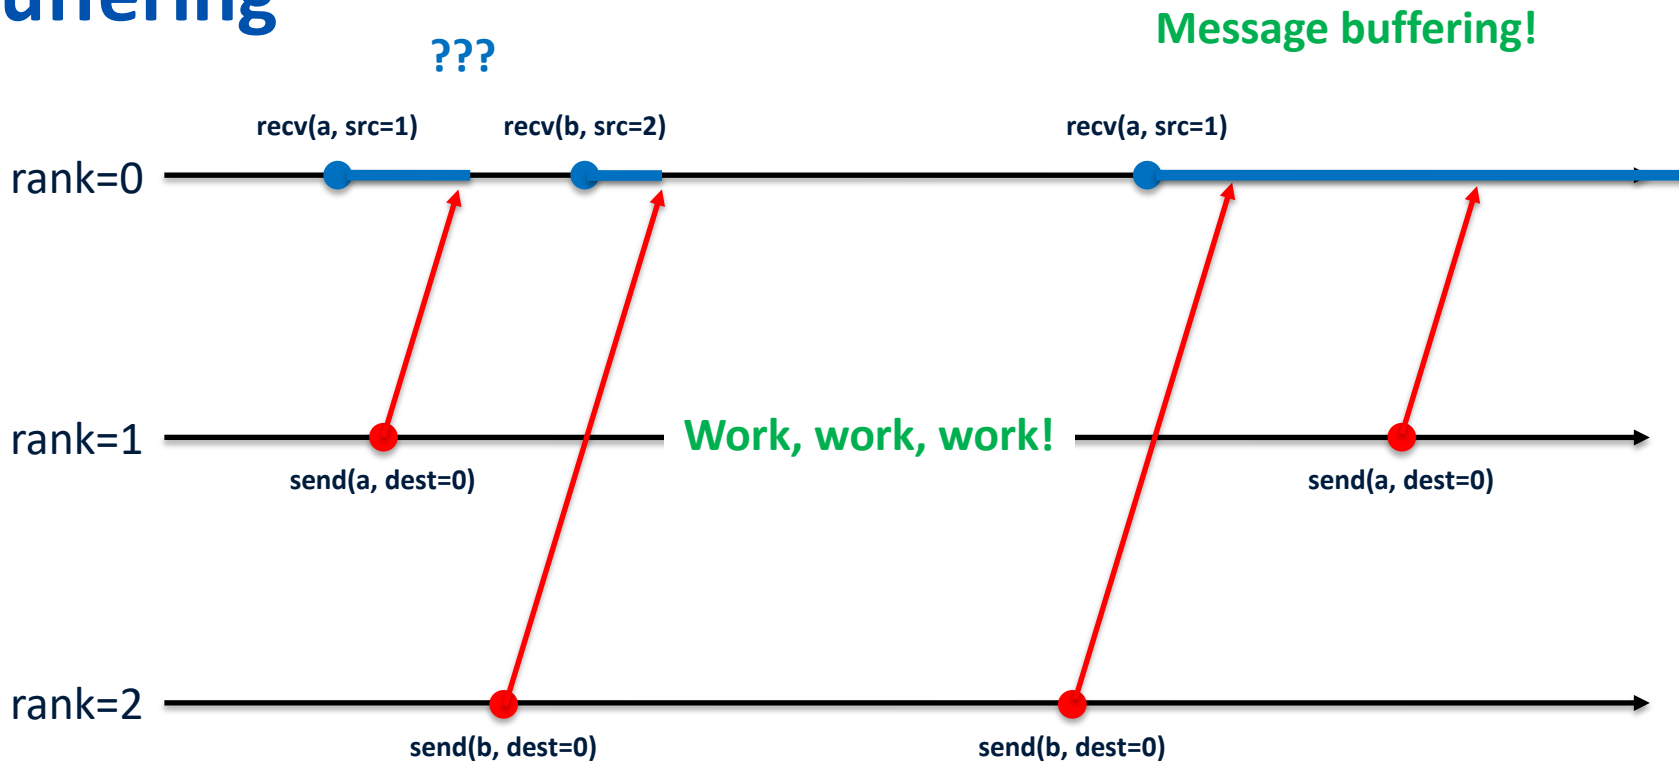 uffering
???
Message buffering!
recv(a, src=1)
recv(b, src=2)
recv(a, src=1)
rank=0
rank=1
Work, work, work!
send(a, dest=0)
send(a, dest=0)
rank=2
send(b, dest=0)
send(b, dest=0)